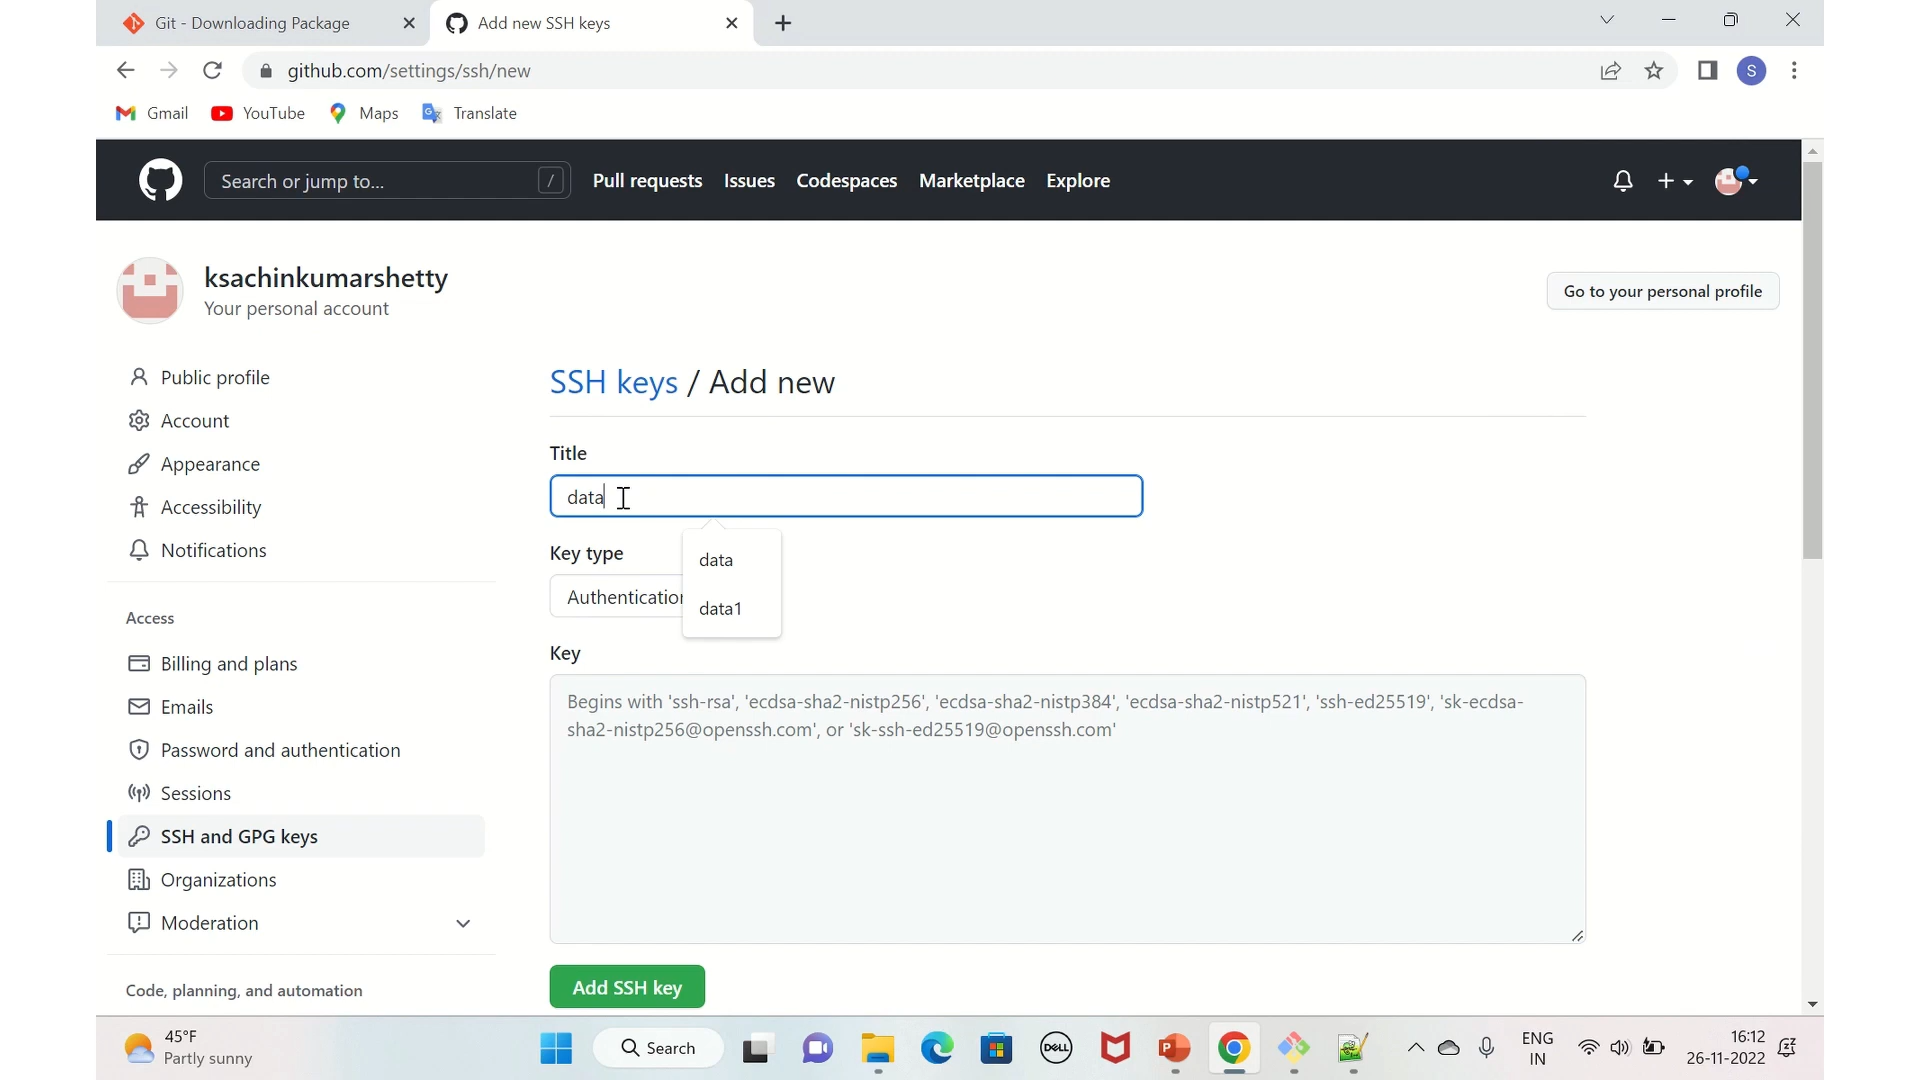 Git - Downloading Package
Add new SSH keys
github.com/settings/ssh/new
S
Gmail
YouTube
Maps
Translate
Search or jump to...
/
Pull requests
Issues
Codespaces
Marketplace
Explore
ksachinkumarshetty
Your personal account
Go to your personal profile
Public profile
Account
Appearance
Accessibility
Notifications
Access
Billing and plans
Emails
Password and authentication
Sessions
SSH and GPG keys
Organizations
Moderation
Code, planning, and automation
SSH keys / Add new
Title
data
data
data1
Key type
Authentication
Key
Begins with 'ssh-rsa', 'ecdsa-sha2-nistp256', 'ecdsa-sha2-nistp384', 'ecdsa-sha2-nistp521', 'ssh-ed25519', 'sk-ecdsa-
sha2-nistp256@openssh.com', or 'sk-ssh-ed25519@openssh.com'
Add SSH key
45°F
Partly sunny
Search
DELL
P
ENG
IN
16:12
26-11-2022